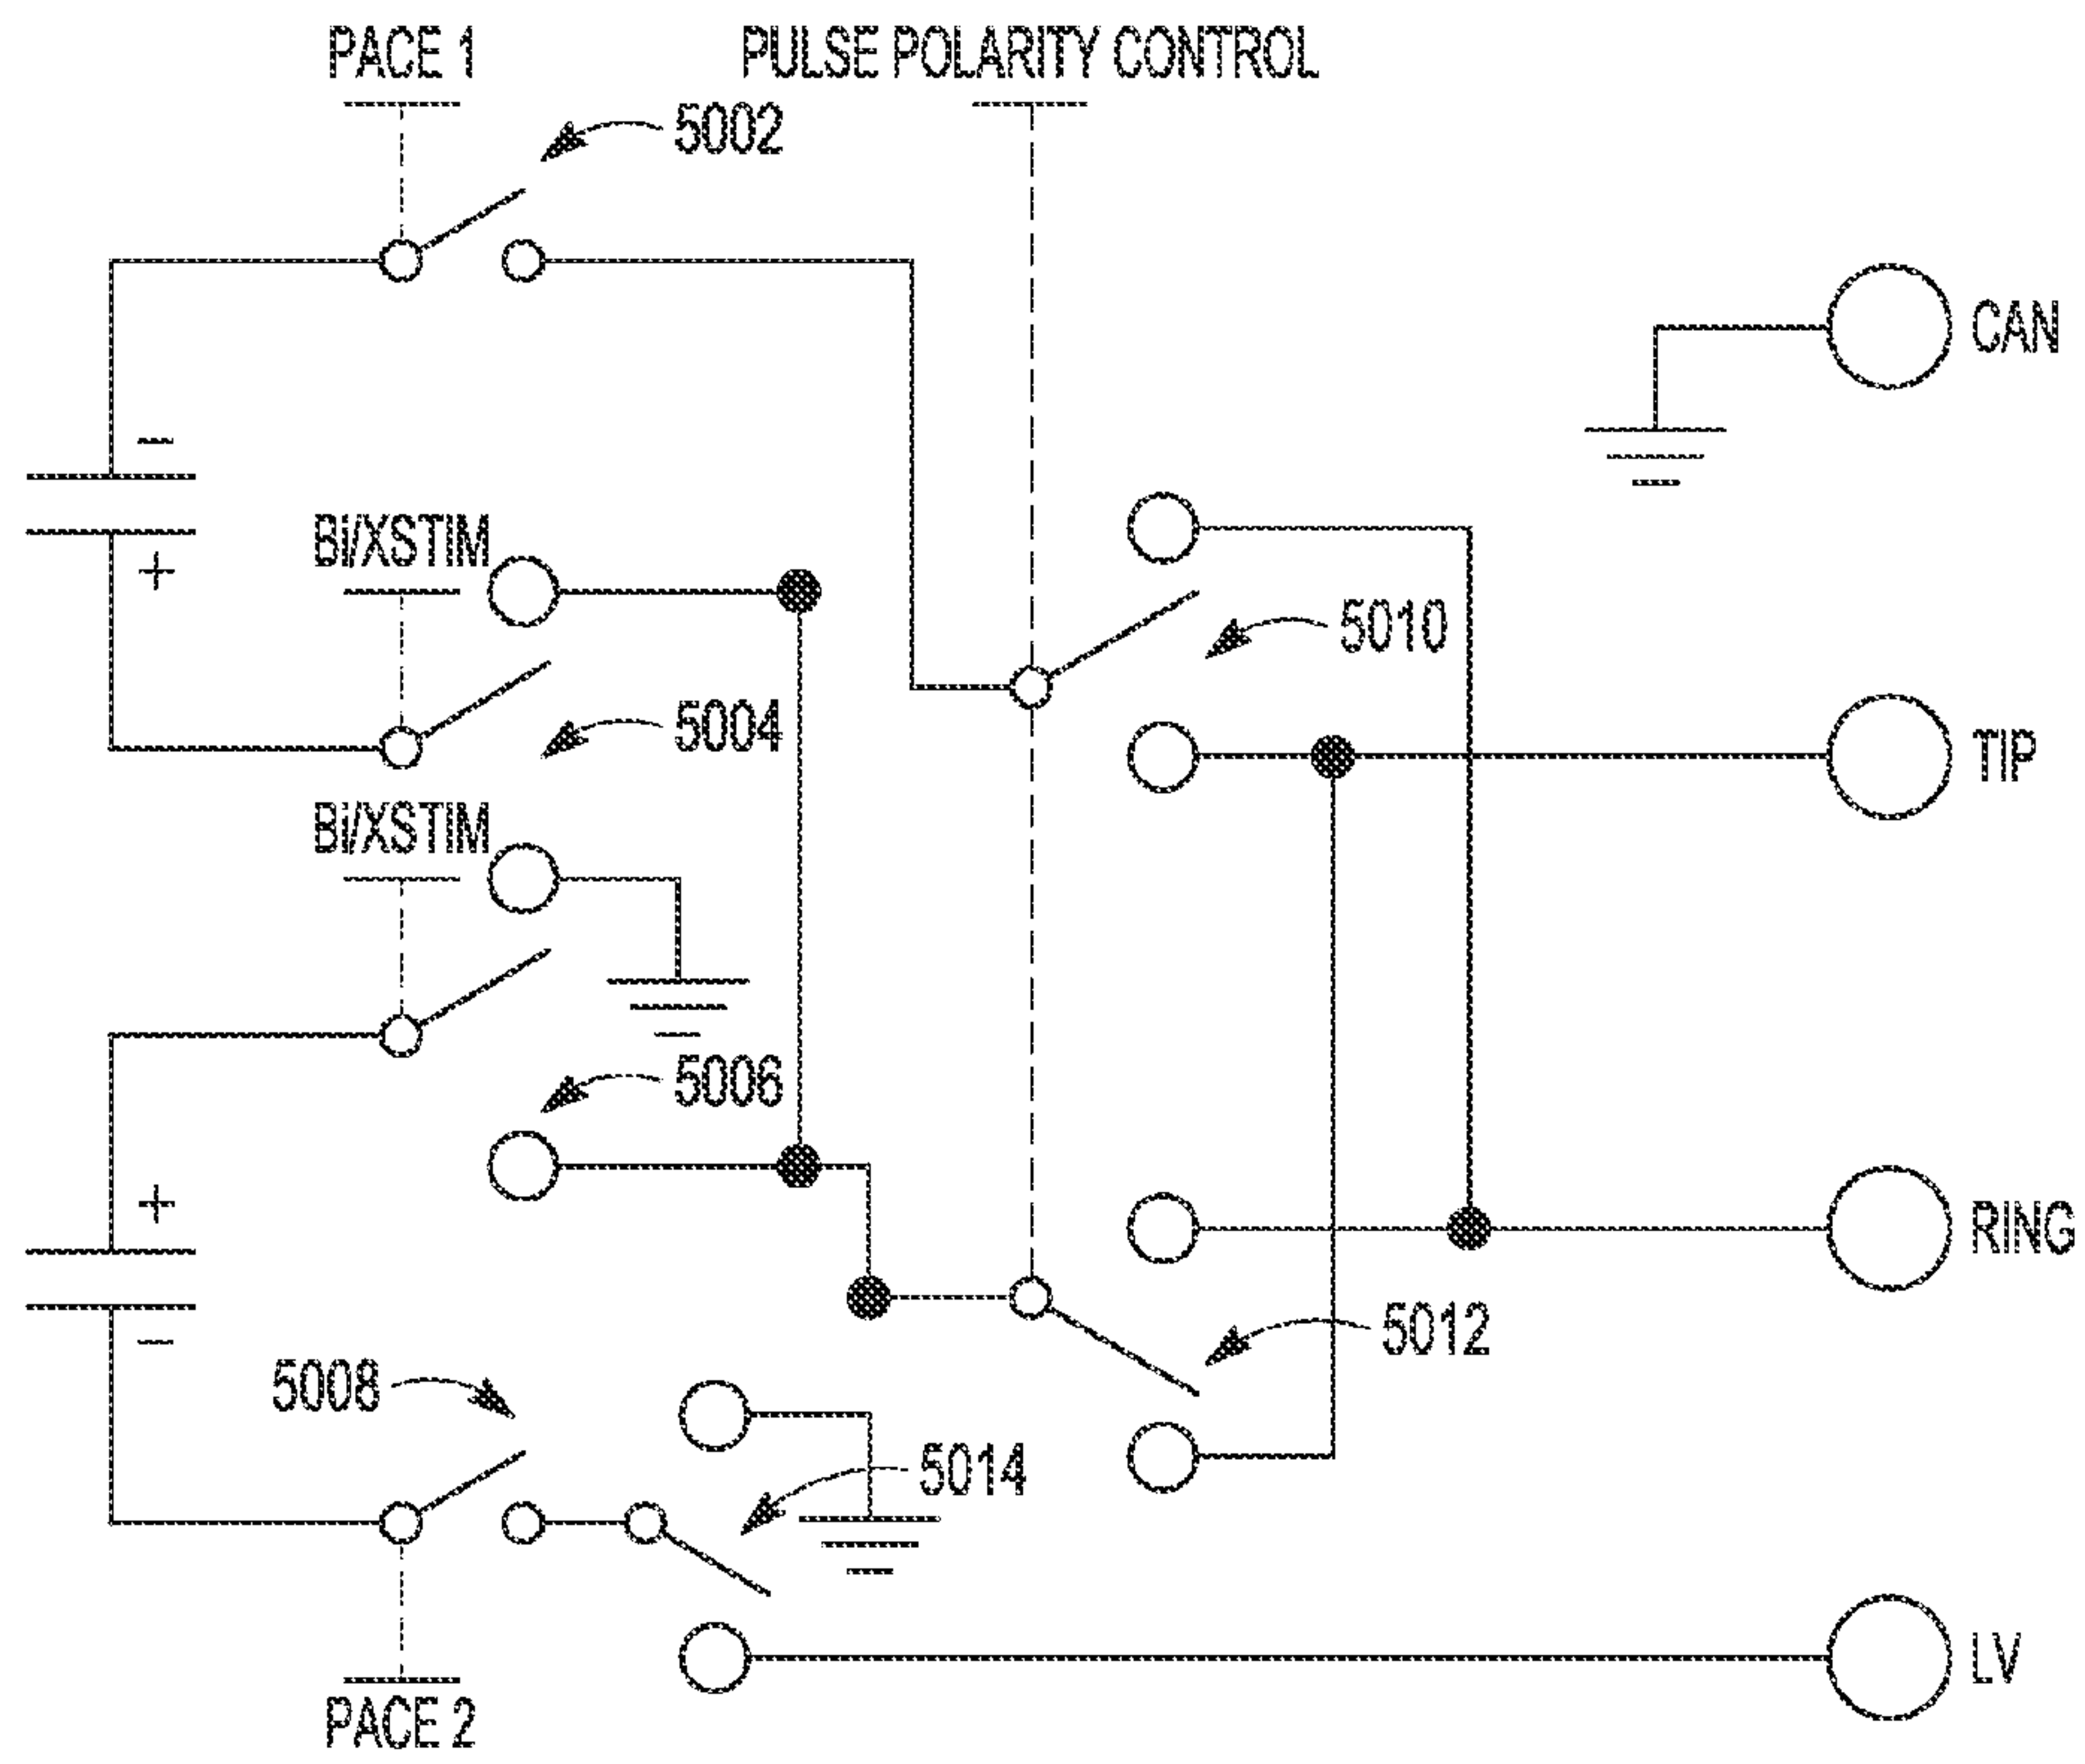 PACE 1
PULSE POLARITY CONTROL
5002
CAN
Bi/XSTIM
5010
5004
TIP
Bi/XSTIM
5006
RING
5012
5008
5014
LV
PACE 2